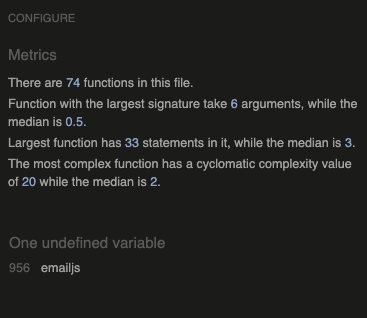 CONFIGURE
Metrics
There are 74 functions in this file.
Function with the largest signature take 6 arguments, while the
median is 0.5.
Largest function has 33 statements in it, while the median is 3.
The most complex function has a cyclomatic complexity value
of 20 while the median is 2.
One undefined variable
956 emailjs